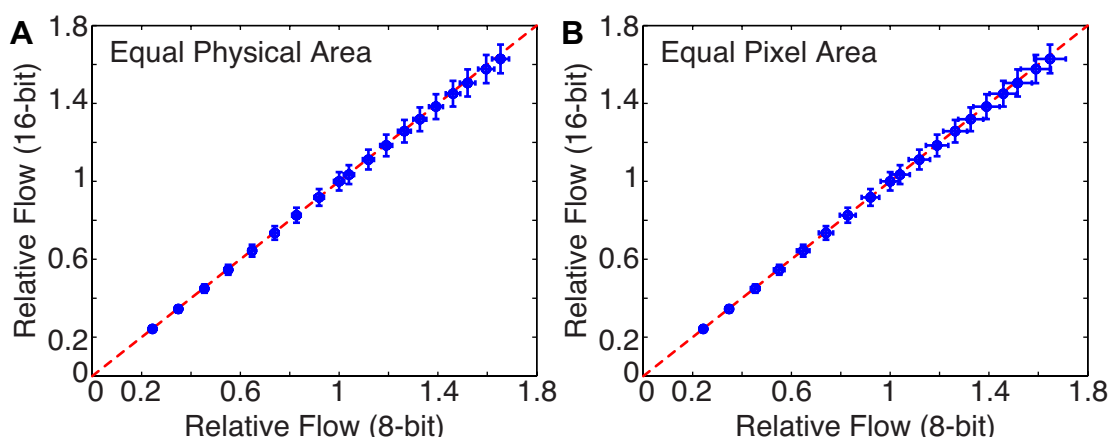 A
Equal Physical Area
Relative Flow (16-bit)
1.8
1.4
1
0.6
0.2
0
0 0.2 0.6 1 1.4 1.8
Relative Flow (8-bit)
B
Equal Pixel Area
Relative Flow (16-bit)
1.8
1.4
1
0.6
0.2
0
0 0.2 0.6 1 1.4 1.8
Relative Flow (8-bit)